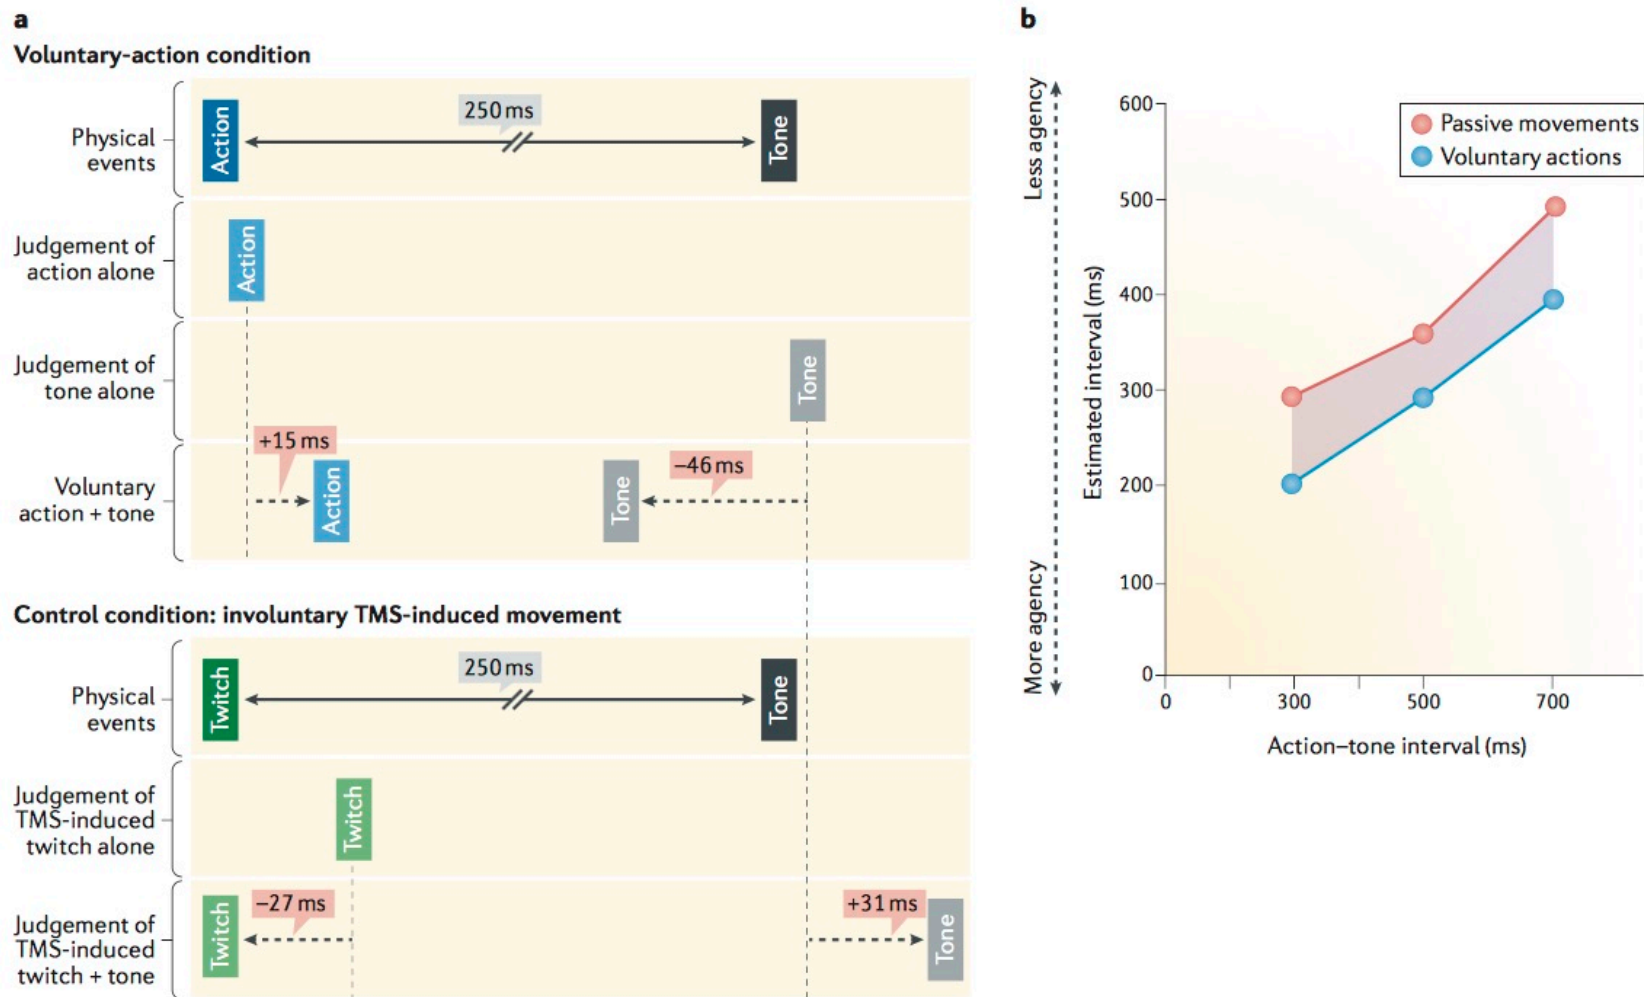 a
Voluntary-action condition
Physical
events
Action
250 ms
Tone
Judgement of
action alone
Action
Judgement of
tone alone
Tone
Voluntary
action + tone
+15 ms
Action
Tone
–46 ms
Control condition: involuntary TMS-induced movement
Physical
events
Twitch
250 ms
Tone
Judgement of
TMS-induced
twitch alone
Twitch
Judgement of
TMS-induced
twitch + tone
Twitch
–27 ms
+31 ms
Tone
b
Less agency
More agency
Estimated interval (ms)
600
500
400
300
200
100
0
Passive movements
Voluntary actions
0
300
500
700
Action–tone interval (ms)